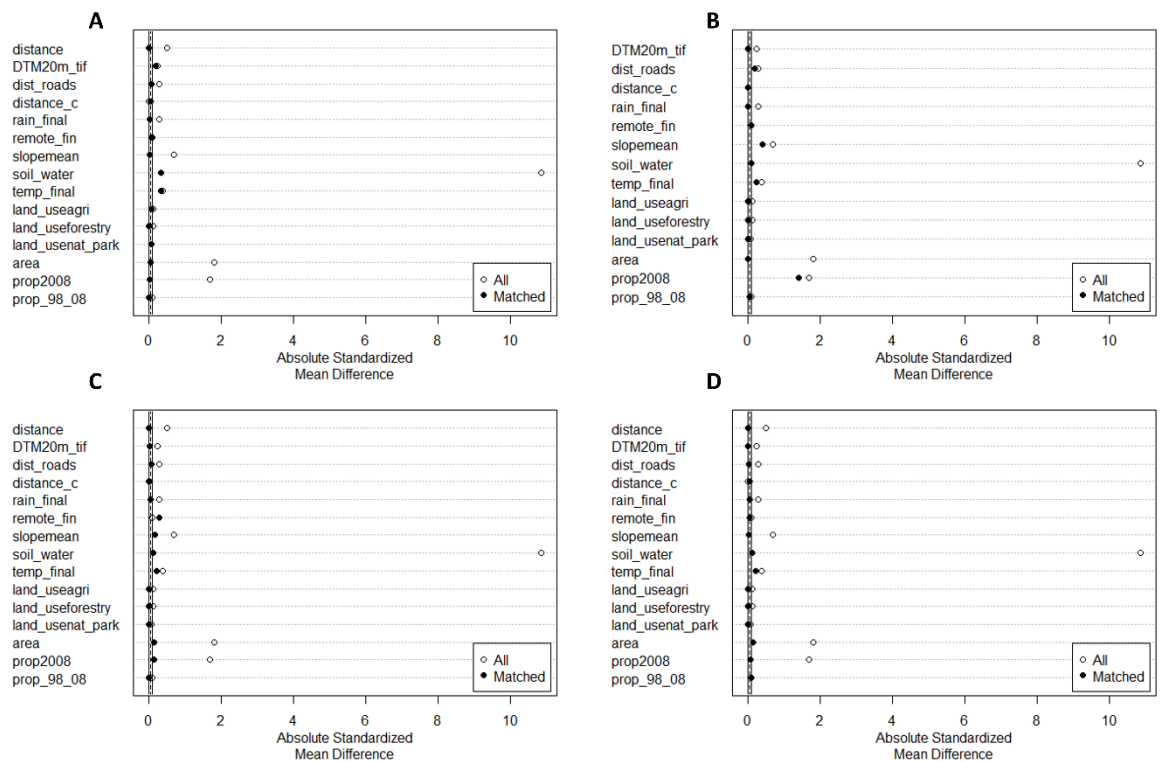 A
distance
DTM20m_tif
dist_roads
distance_c
rain_final
remote_fin
slopemean
soil_water
temp_final
land_useagri
land_useforestry
land_usenat_park
area
prop2008
prop_98_08
All
Matched
0 2 4 6 8 10
Absolute Standardized
Mean Difference
B
DTM20m_tif
dist_roads
distance_c
rain_final
remote_fin
slopemean
soil_water
temp_final
land_useagri
land_useforestry
land_usenat_park
area
prop2008
prop_98_08
All
Matched
0 2 4 6 8 10
Absolute Standardized
Mean Difference
C
distance
DTM20m_tif
dist_roads
distance_c
rain_final
remote_fin
slopemean
soil_water
temp_final
land_useagri
land_useforestry
land_usenat_park
area
prop2008
prop_98_08
All
Matched
0 2 4 6 8 10
Absolute Standardized
Mean Difference
D
distance
DTM20m_tif
dist_roads
distance_c
rain_final
remote_fin
slopemean
soil_water
temp_final
land_useagri
land_useforestry
land_usenat_park
area
prop2008
prop_98_08
All
Matched
0 2 4 6 8 10
Absolute Standardized
Mean Difference